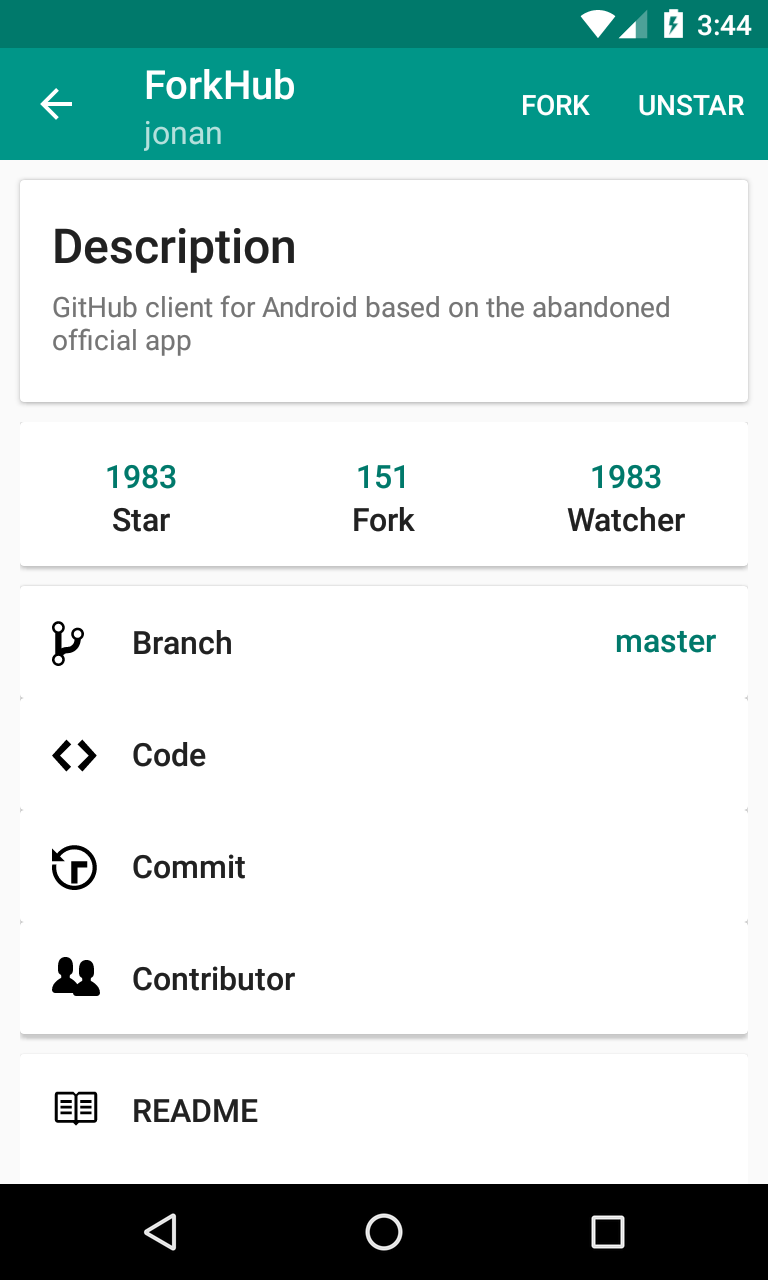 3:44
ForkHub
jonan
FORK
UNSTAR
Description
GitHub client for Android based on the abandoned
official app
1983
151
1983
Star
Fork
Watcher
Branch
master
Code
Commit
Contributor
README